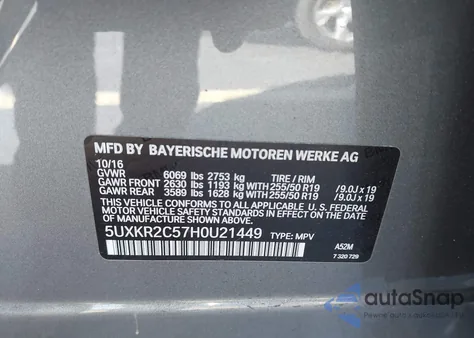 MFD BY BAYERISCHE MOTOREN WERKE AG
10/16
GVWR 6069 lbs 2753 kg TIRE / RIM
GAWR FRONT 2630 lbs 1193 kg WITH 255/50 R19 /9.0J x 19
GAWR REAR 3589 lbs 1628 kg WITH 255/50 R19 /9.0J x 19
THIS VEHICLE CONFORMS TO ALL APPLICABLE U.S. FEDERAL
MOTOR VEHICLE SAFETY STANDARDS IN EFFECT ON THE
DATE OF MANUFACTURE SHOWN ABOVE.
5UXKR2C57H0U21449 TYPE: MPV A52M
7 320 729
autoSnap